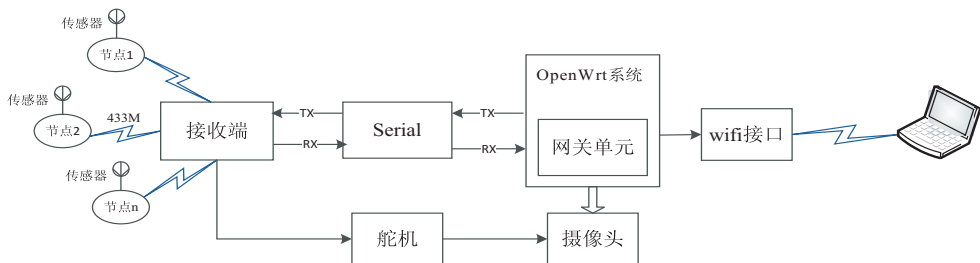 传感器
节点1
传感器
节点2
433M
传感器
节点n
接收端
TX
RX
Serial
TX
RX
OpenWrt系统
网关单元
wifi接口
舵机
摄像头